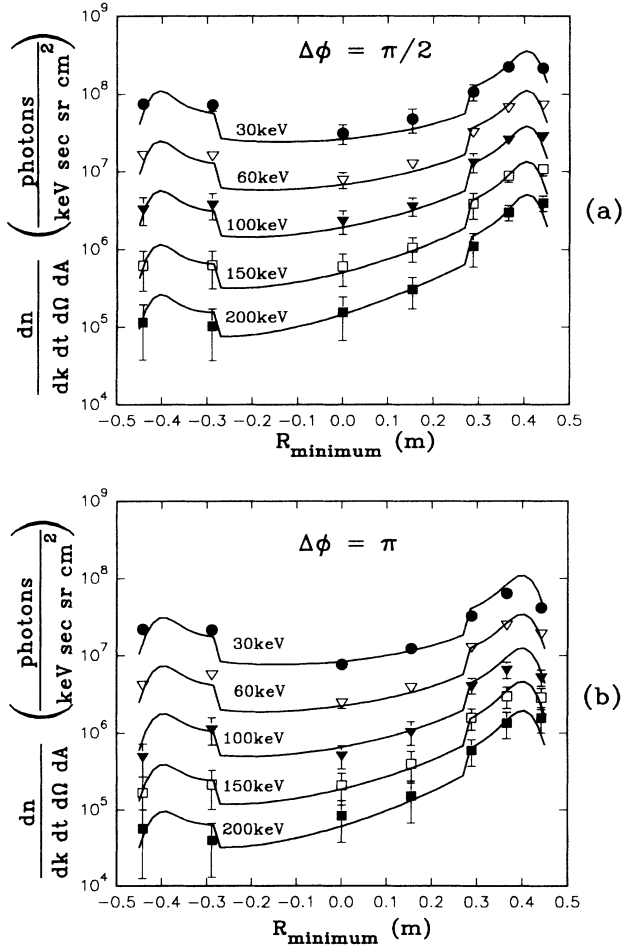 10^9
10^8
10^7
10^6
10^5
10^4
Δϕ = π/2
30keV
60keV
100keV
150keV
200keV
(photons / keV sec sr cm^2)
dn / dk dt dΩ dA
-0.5 -0.4 -0.3 -0.2 -0.1 0.0 0.1 0.2 0.3 0.4 0.5
R_minimum (m)
(a)
10^9
10^8
10^7
10^6
10^5
10^4
Δϕ = π
30keV
60keV
100keV
150keV
200keV
(photons / keV sec sr cm^2)
dn / dk dt dΩ dA
-0.5 -0.4 -0.3 -0.2 -0.1 0.0 0.1 0.2 0.3 0.4 0.5
R_minimum (m)
(b)